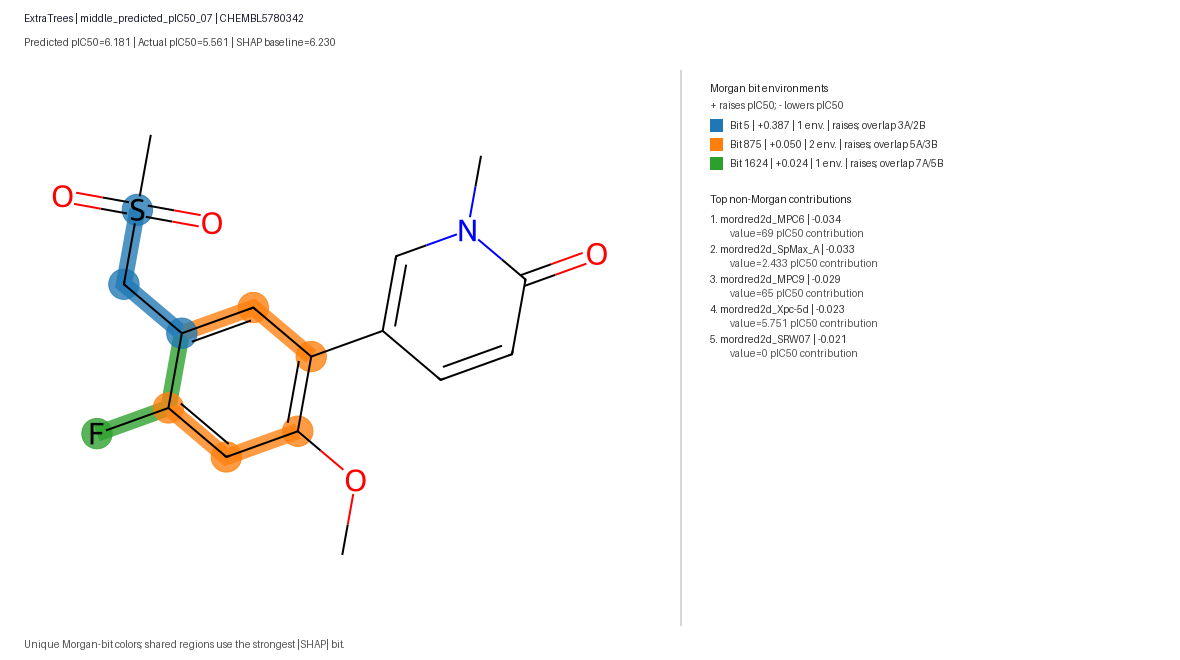 ExtraTrees | middle_predicted_pIC50_07 | CHEMBL5780342
Predicted pIC50=6.181 | Actual pIC50=5.561 | SHAP baseline=6.230
Morgan bit environments
+ raises pIC50; - lowers pIC50
Bit 5 | +0.387 | 1 env. | raises; overlap 3A/2B
Bit 875 | +0.050 | 2 env. | raises; overlap 5A/3B
Bit 1624 | +0.024 | 1 env. | raises; overlap 7A/5B
Top non-Morgan contributions
1. mordred2d_MPC6 | -0.034
value=69 pIC50 contribution
2. mordred2d_SpMax_A | -0.033
value=2.433 pIC50 contribution
3. mordred2d_MPC9 | -0.029
value=65 pIC50 contribution
4. mordred2d_Xpc-5d | -0.023
value=5.751 pIC50 contribution
5. mordred2d_SRW07 | -0.021
value=0 pIC50 contribution
O
S
O
N
O
F
O
Unique Morgan-bit colors; shared regions use the strongest |SHAP| bit.